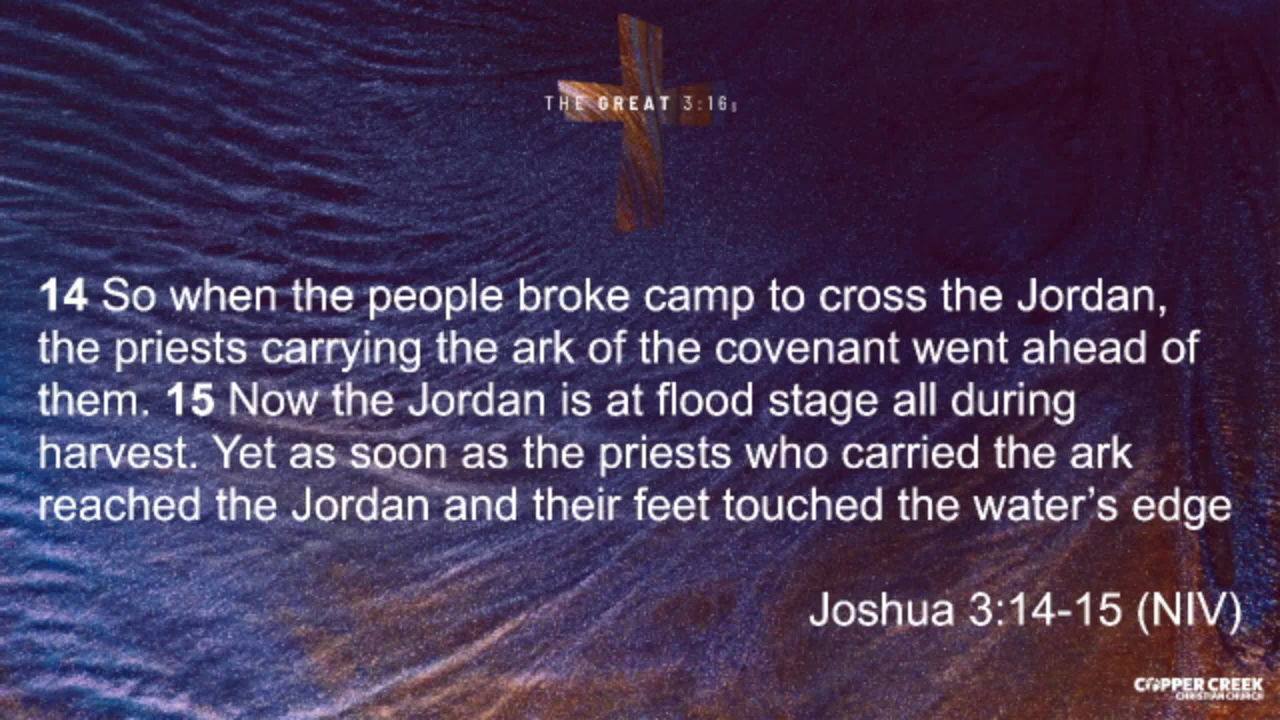 THE GREAT 3:16s
14 So when the people broke camp to cross the Jordan,
the priests carrying the ark of the covenant went ahead of
them. 15 Now the Jordan is at flood stage all during
harvest. Yet as soon as the priests who carried the ark
reached the Jordan and their feet touched the water’s edge
Joshua 3:14-15 (NIV)
COPPER CREEK
CHRISTIAN CHURCH